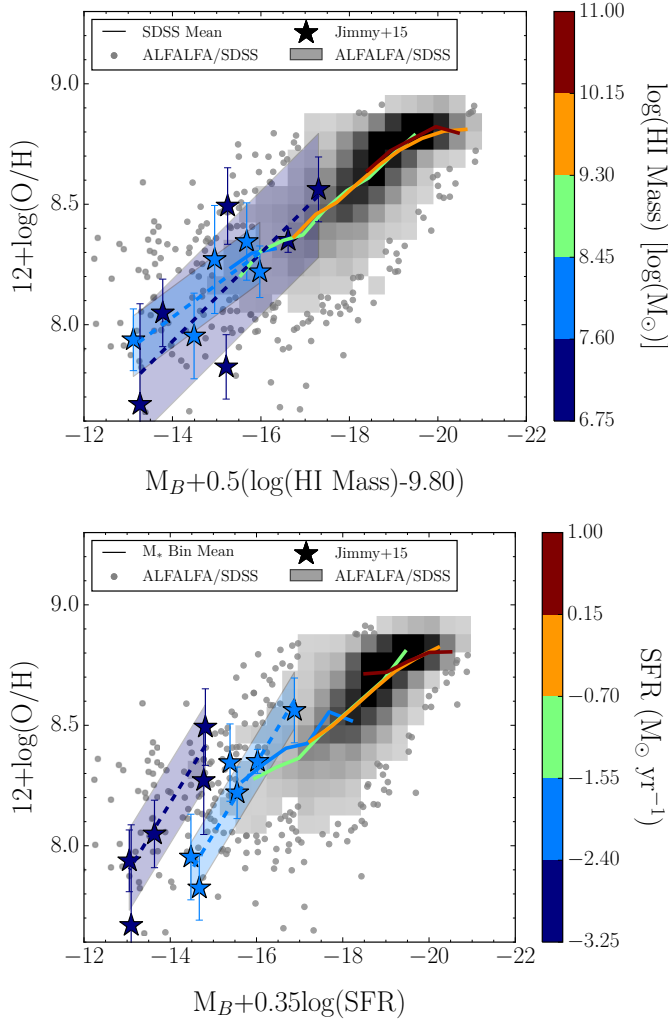 SDSS Mean
Jimmy+15
ALFALFA/SDSS
ALFALFA/SDSS
9.0
8.5
8.0
12+log(O/H)
−12 −14 −16 −18 −20 −22
M_B+0.5(log(HI Mass)-9.80)
11.00
10.15
9.30
8.45
7.60
6.75
log(HI Mass) [log(M⊙)]
M∗ Bin Mean
Jimmy+15
ALFALFA/SDSS
ALFALFA/SDSS
9.0
8.5
8.0
12+log(O/H)
−12 −14 −16 −18 −20 −22
M_B+0.35log(SFR)
1.00
0.15
−0.70
−1.55
−2.40
−3.25
SFR (M⊙ yr⁻¹)